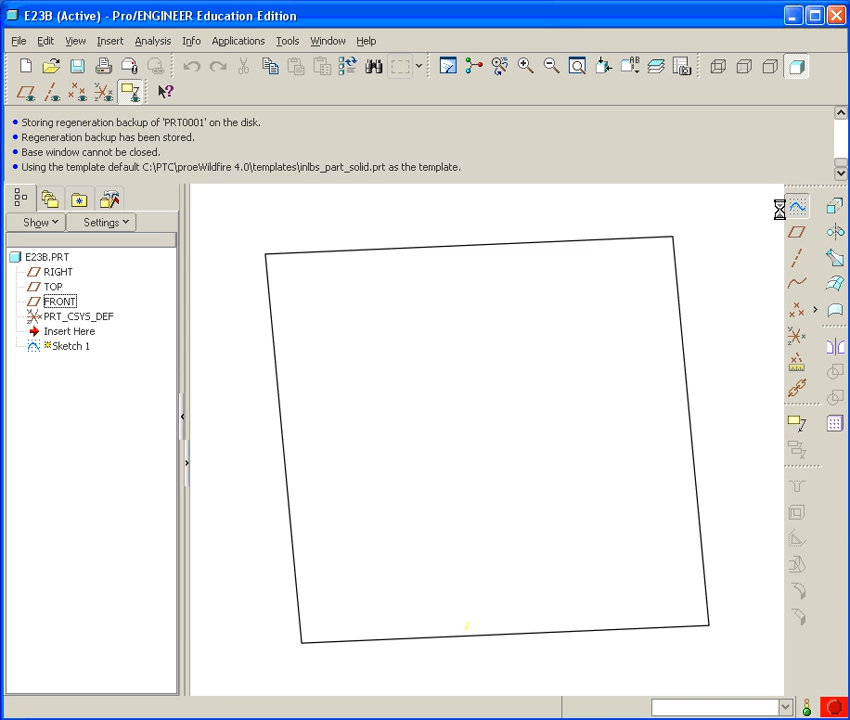 E23B (Active) - Pro/ENGINEER Education Edition
File Edit View Insert Analysis Info Applications Tools Window Help
Storing regeneration backup of 'PRT0001' on the disk.
Regeneration backup has been stored.
Base window cannot be closed.
Using the template default C:\PTC\proeWildfire 4.0\templates\inlbs_part_solid.prt as the template.
Show Settings
E23B.PRT
RIGHT
TOP
FRONT
PRT_CSYS_DEF
Insert Here
Sketch 1